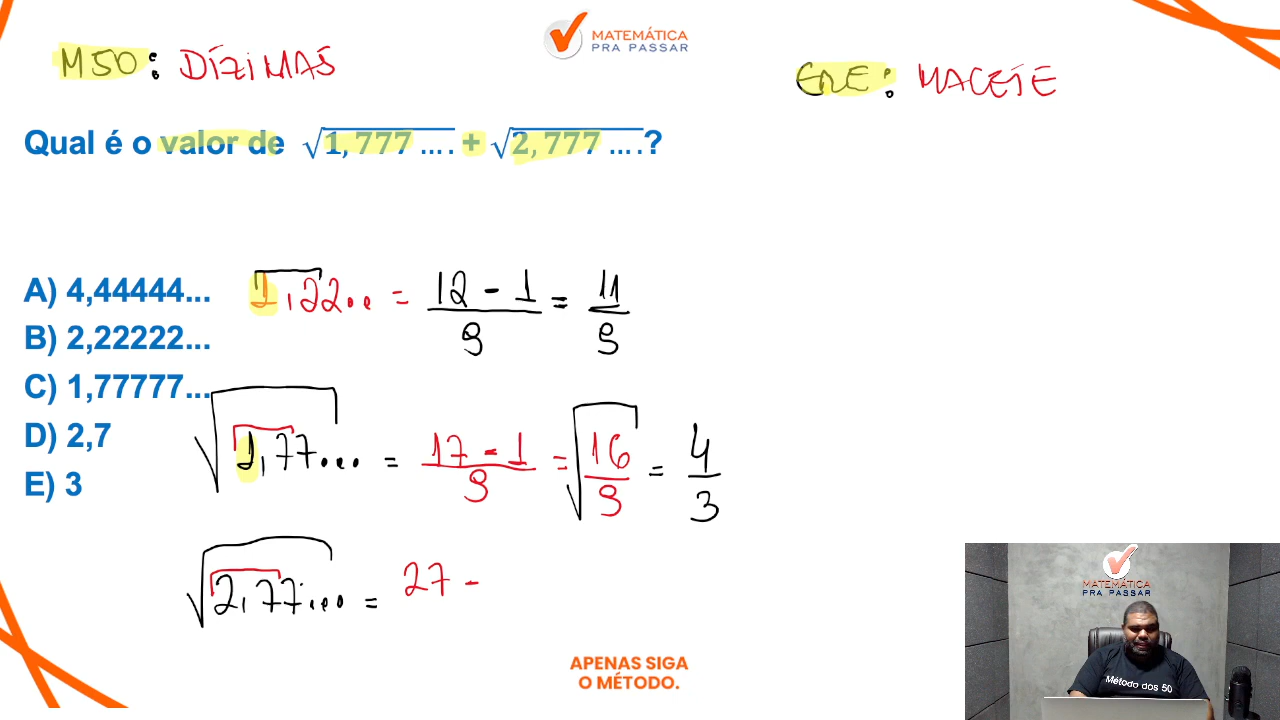 MATEMÁTICA
PRA PASSAR
M50: DÍZIMAS
ENE: MACETE
Qual é o valor de √1,777 .... + √2,777 ....?
A) 4,44444...
1,22.. = 12 - 1 / 9 = 11 / 9
B) 2,22222...
C) 1,77777...
D) 2,7
√1,77... = 17 - 1 / 9 = √16 / 9 = 4 / 3
E) 3
√2,77... = 27 -
MATEMÁTICA
PRA PASSAR
Método dos 50
APENAS SIGA
O MÉTODO.